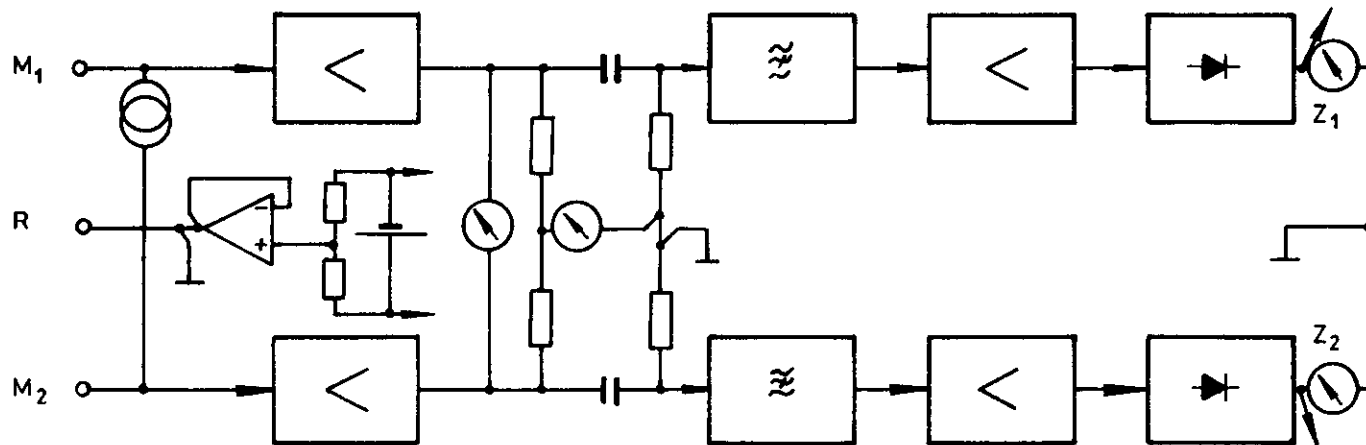 M₁
Z₁
R
−
+
Z₂
M₂